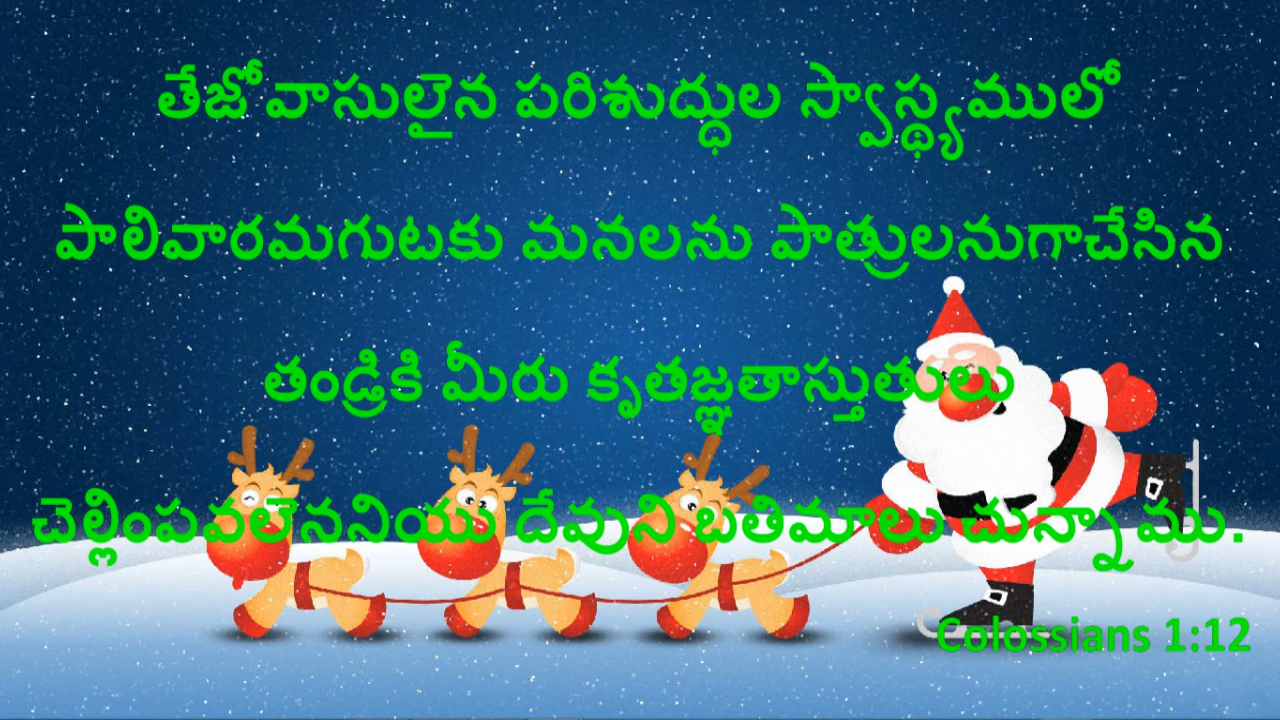 తేజోవాసులైన పరిశుద్ధుల స్వాస్థ్యములో
పాలివారమగుటకు మనలను పాత్రులనుగాచేసిన
తండ్రికి మీరు కృతజ్ఞతాస్తుతులు
చెల్లింపవలెననియు దేవుని బతిమాలు చున్నాము.
Colossians 1:12